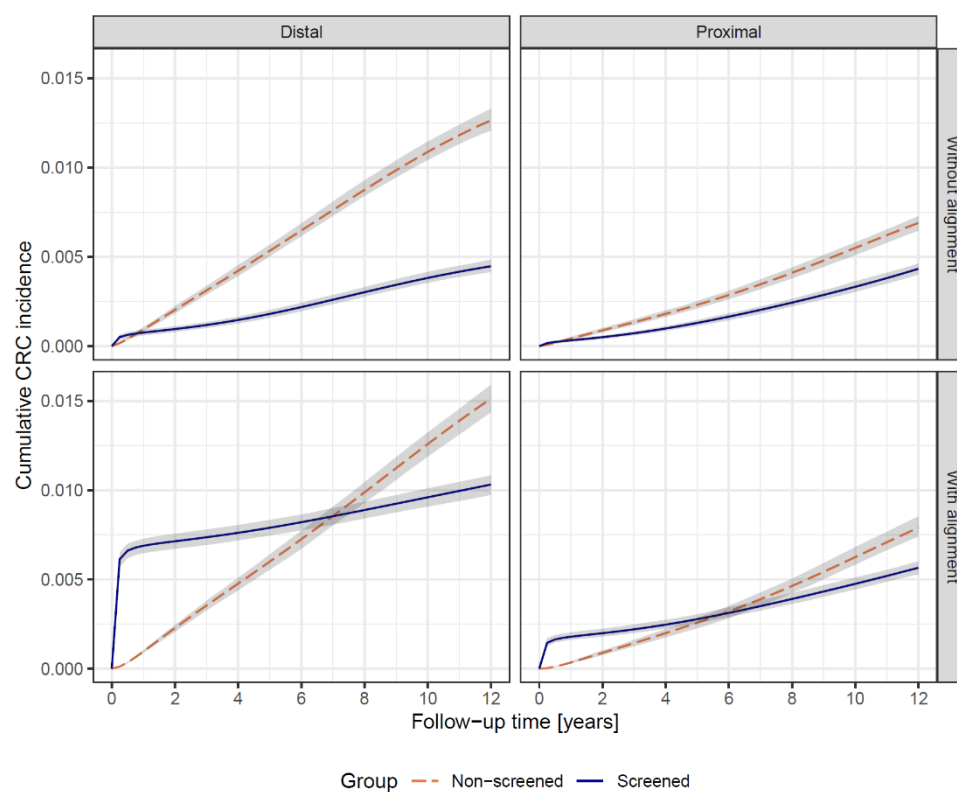 Distal
Proximal
Cumulative CRC incidence
0.015
0.010
0.005
0.000
Without alignment
0.015
0.010
0.005
0.000
With alignment
0 2 4 6 8 10 12
0 2 4 6 8 10 12
Follow-up time [years]
Group Non-screened Screened